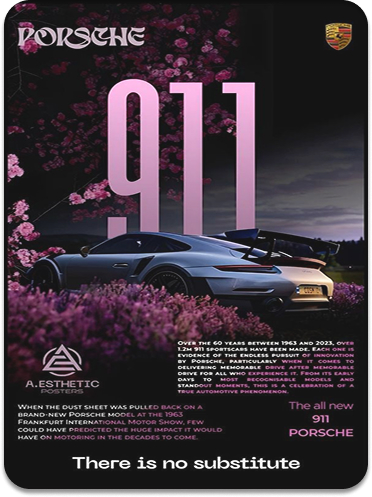 PORSCHE
911
OVER THE 60 YEARS BETWEEN 1963 AND 2023, OVER
1.2M 911 SPORTSCARS HAVE BEEN MADE. EACH ONE IS
EVIDENCE OF THE ENDLESS PURSUIT OF INNOVATION
BY PORSCHE, PARTICULARLY WHEN IT COMES TO
DELIVERING MEMORABLE DRIVE AFTER MEMORABLE
DRIVE FOR ALL WHO EXPERIENCE IT. FROM ITS EARLY
DAYS TO MOST RECOGNISABLE MODELS AND
STANDOUT MOMENTS, THIS IS A CELEBRATION OF A
TRUE AUTOMOTIVE PHENOMENON.
A.ESTHETIC
POSTERS
WHEN THE DUST SHEET WAS PULLED BACK ON A
BRAND-NEW PORSCHE MODEL AT THE 1963
FRANKFURT INTERNATIONAL MOTOR SHOW, FEW
COULD HAVE PREDICTED THE HUGE IMPACT IT WOULD
HAVE ON MOTORING IN THE DECADES TO COME.
The all new
911
PORSCHE
There is no substitute